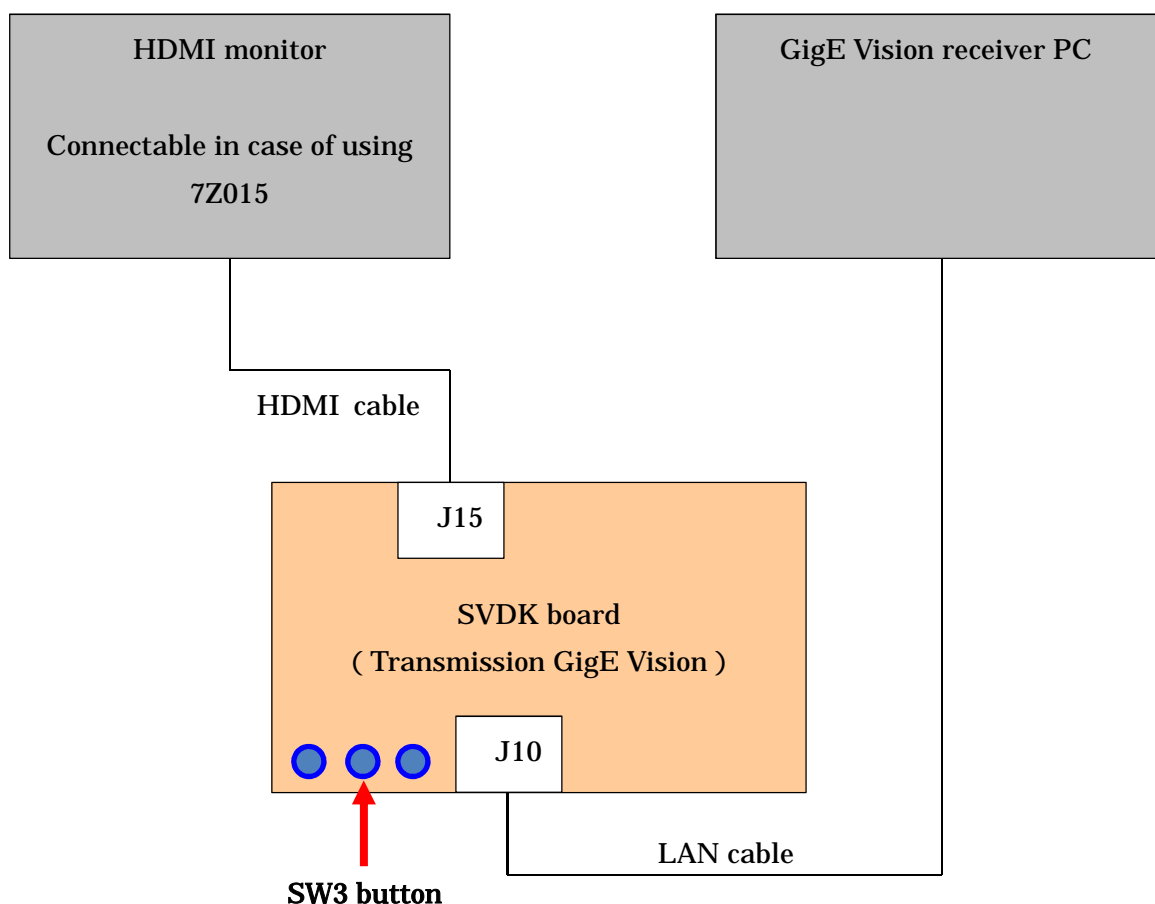 HDMI monitor
Connectable in case of using
7Z015
GigE Vision receiver PC
HDMI cable
J15
SVDK board
( Transmission GigE Vision )
J10
LAN cable
SW3 button